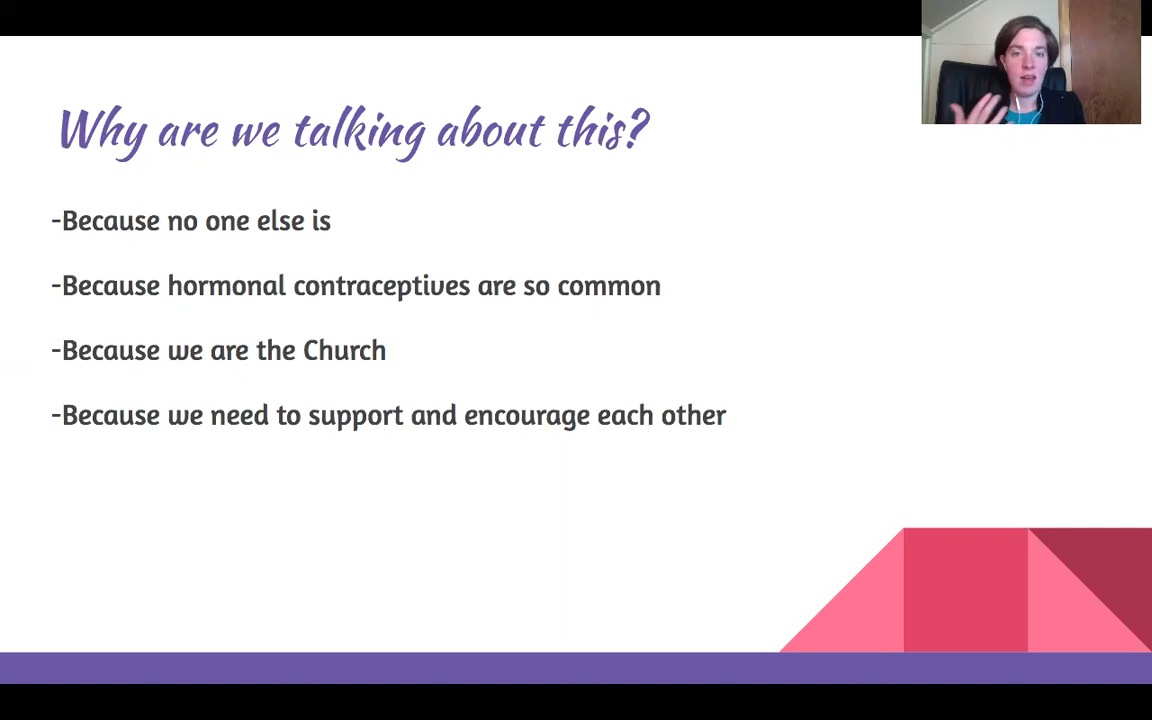 Why are we talking about this?
-Because no one else is
-Because hormonal contraceptives are so common
-Because we are the Church
-Because we need to support and encourage each other